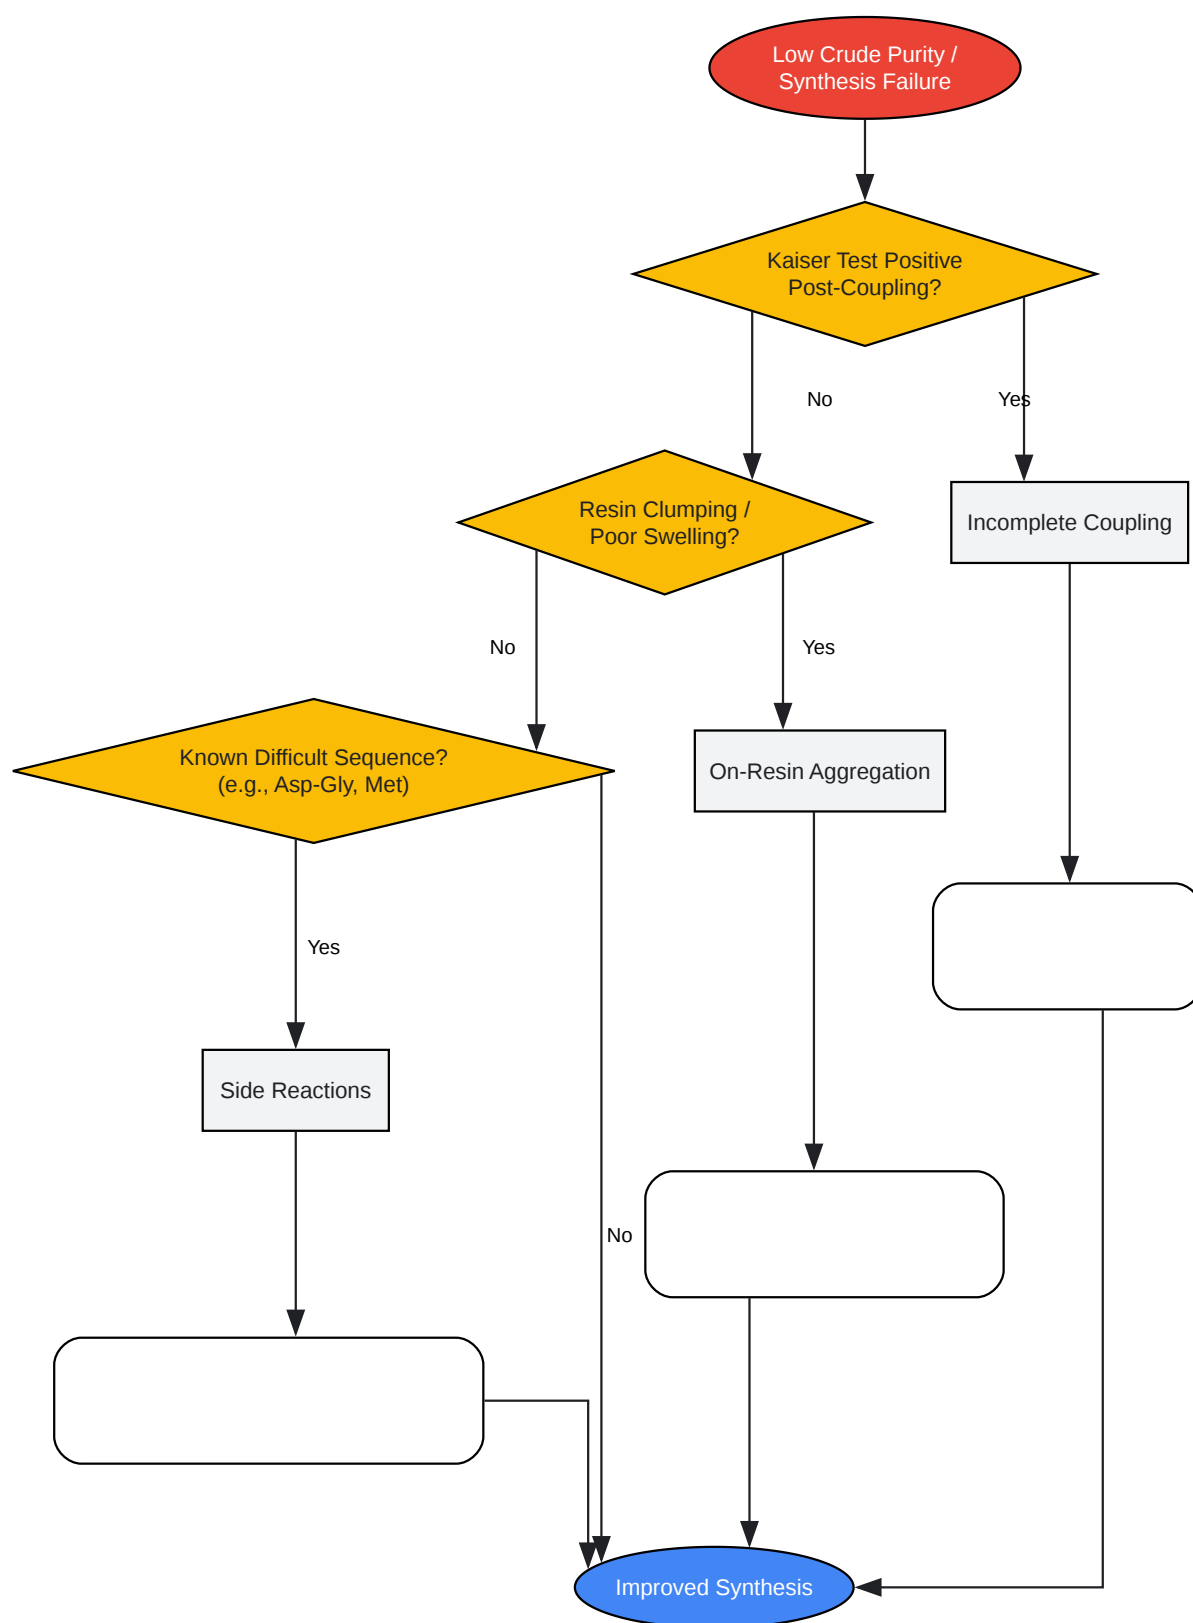 Low Crude Purity /
Synthesis Failure
Kaiser Test Positive
Post-Coupling?
No
Yes
Resin Clumping /
Poor Swelling?
Incomplete Coupling
No
Yes
Known Difficult Sequence?
(e.g., Asp-Gly, Met)
On-Resin Aggregation
Yes
Side Reactions
No
Improved Synthesis